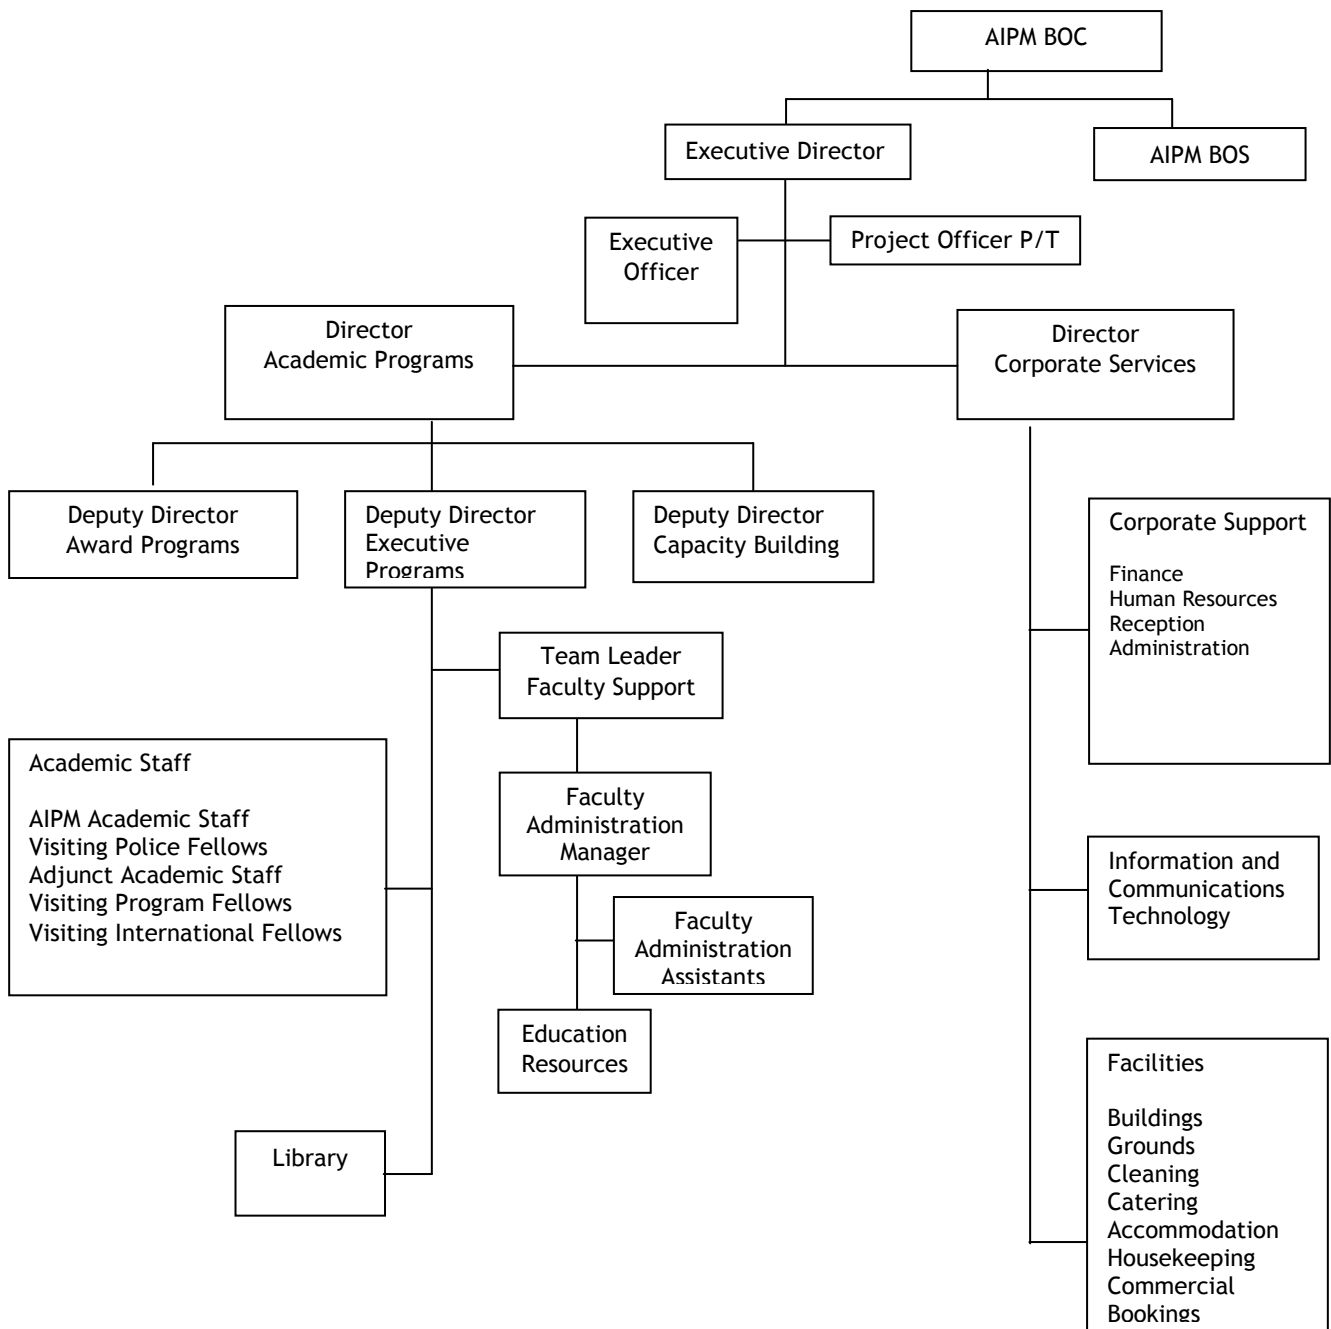 AIPM BOC
Executive Director
AIPM BOS
Executive
Officer
Project Officer P/T
Director
Academic Programs
Director
Corporate Services
Deputy Director
Award Programs
Deputy Director
Executive
Programs
Deputy Director
Capacity Building
Corporate Support
Finance
Human Resources
Reception
Administration
Team Leader
Faculty Support
Academic Staff
AIPM Academic Staff
Visiting Police Fellows
Adjunct Academic Staff
Visiting Program Fellows
Visiting International Fellows
Faculty
Administration
Manager
Information and
Communications
Technology
Faculty
Administration
Assistants
Education
Resources
Library
Facilities
Buildings
Grounds
Cleaning
Catering
Accommodation
Housekeeping
Commercial
Bookings